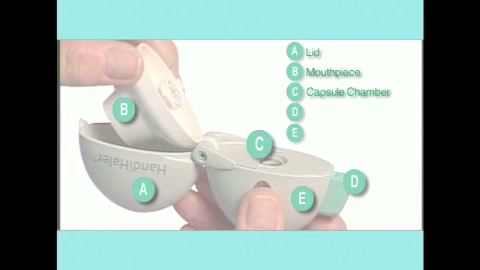 A Lid
B Mouthpiece
C Capsule Chamber
D
E
B
C
A
HandiHaler
E
D